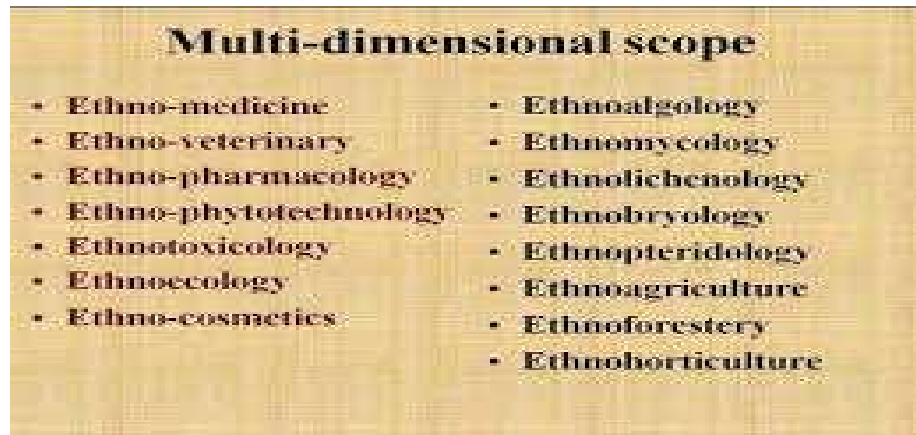 Multi-dimensional scope
• Ethno-medicine
• Ethno-veterinary
• Ethno-pharmacology
• Ethno-phytotechnology
• Ethnotoxicology
• Ethnoecology
• Ethno-cosmetics
• Ethnoalgology
• Ethnomycology
• Ethnolichenology
• Ethnobryology
• Ethnopteridology
• Ethnoagriculture
• Ethnoforestery
• Ethnohorticulture